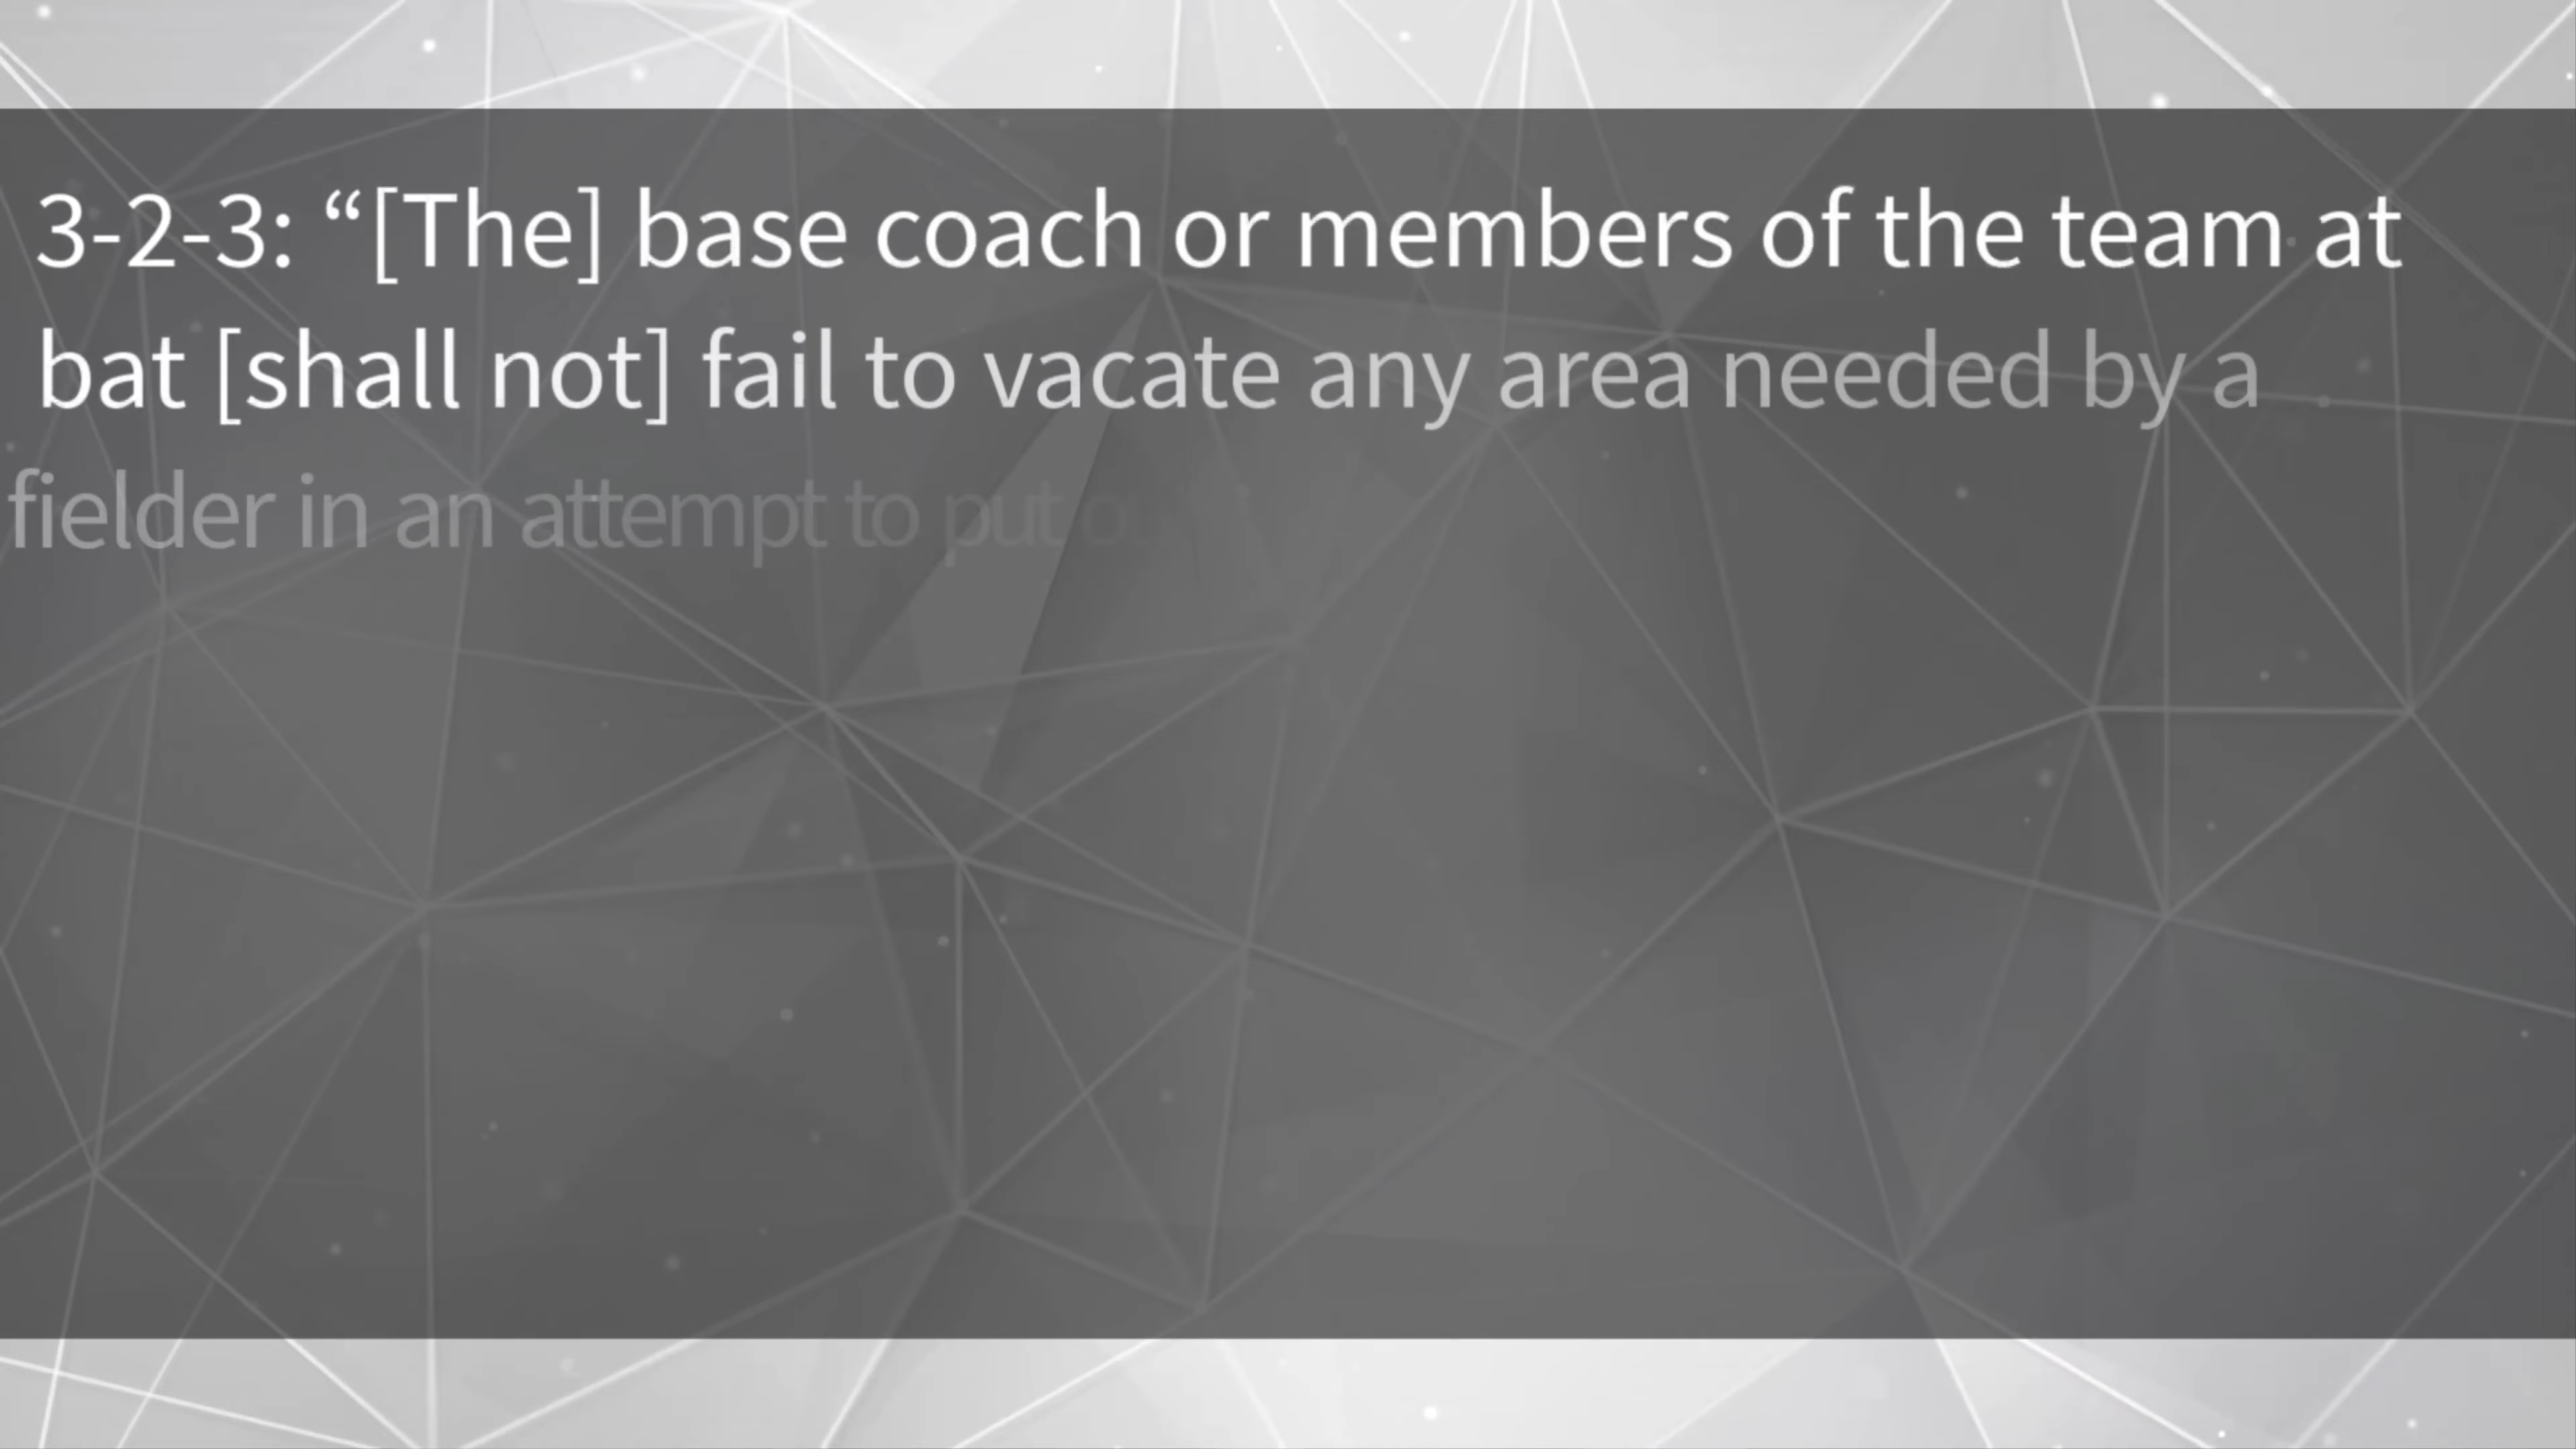 3-2-3: “[The] base coach or members of the team at
bat [shall not] fail to vacate any area needed by a
fielder in an attempt to put